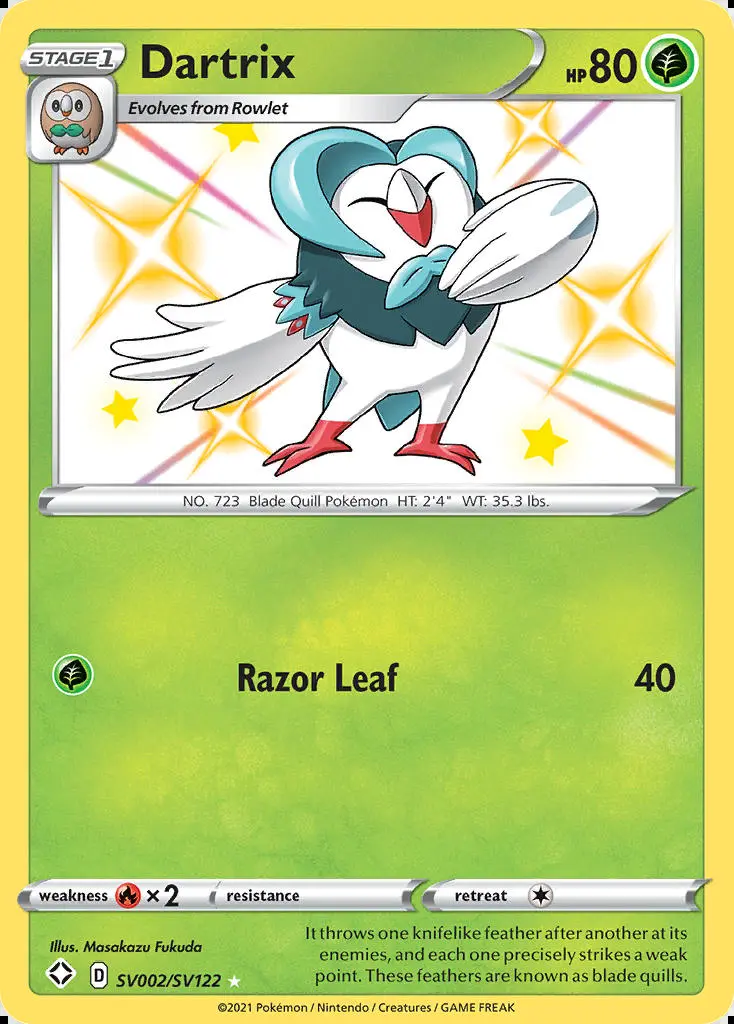 STAGE1
Dartrix
HP80
Evolves from Rowlet
NO. 723 Blade Quill Pokémon HT: 2'4" WT: 35.3 lbs.
Razor Leaf 40
weakness ×2 resistance retreat
Illus. Masakazu Fukuda
It throws one knifelike feather after another at its
enemies, and each one precisely strikes a weak
point. These feathers are known as blade quills.
D SV002/SV122
©2021 Pokémon / Nintendo / Creatures / GAME FREAK